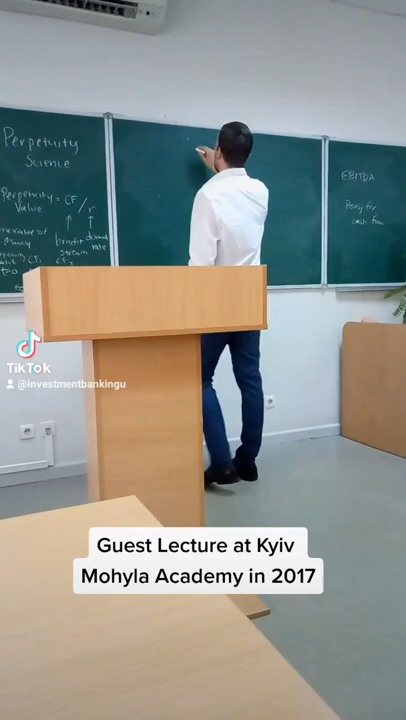 Perpetuity
Science
Perpetuity = CF / r
Value
benefit
stream
rate
EBITDA
Proxy for
cash flow
TikTok
@investmentbankingu
Guest Lecture at Kyiv
Mohyla Academy in 2017